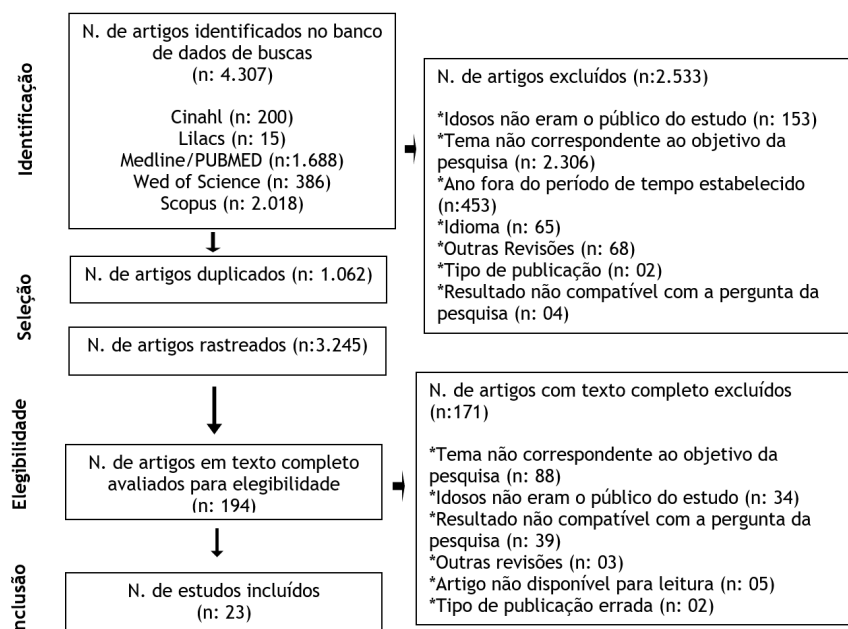 Identificação
N. de artigos identificados no banco
de dados de buscas
(n: 4.307)
Cinahl (n: 200)
Lilacs (n: 15)
Medline/PUBMED (n:1.688)
Wed of Science (n: 386)
Scopus (n: 2.018)
N. de artigos excluídos (n:2.533)
*Idosos não eram o público do estudo (n: 153)
*Tema não correspondente ao objetivo da
pesquisa (n: 2.306)
*Ano fora do período de tempo estabelecido
(n:453)
*Idioma (n: 65)
*Outras Revisões (n: 68)
*Tipo de publicação (n: 02)
*Resultado não compatível com a pergunta da
pesquisa (n: 04)
Seleção
N. de artigos duplicados (n: 1.062)
N. de artigos rastreados (n:3.245)
Elegibilidade
N. de artigos em texto completo
avaliados para elegibilidade
(n: 194)
N. de artigos com texto completo excluídos
(n:171)
*Tema não correspondente ao objetivo da
pesquisa (n: 88)
*Idosos não eram o público do estudo (n: 34)
*Resultado não compatível com a pergunta da
pesquisa (n: 39)
*Outras revisões (n: 03)
*Artigo não disponível para leitura (n: 05)
*Tipo de publicação errada (n: 02)
nclusão
N. de estudos incluídos
(n: 23)